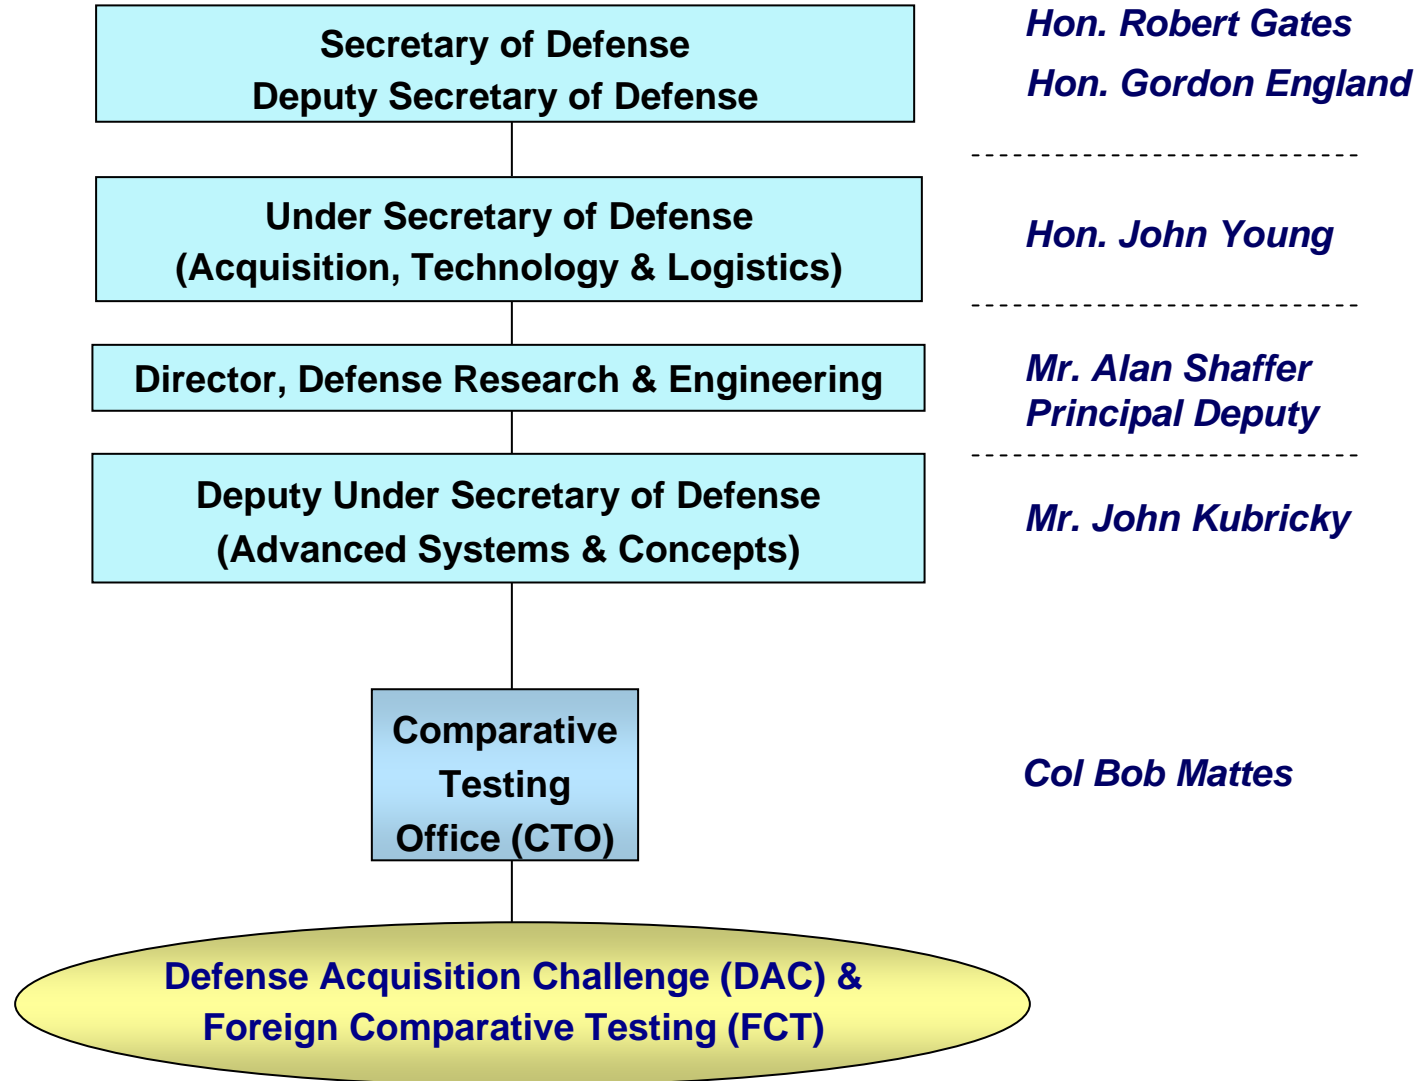 Secretary of Defense
Deputy Secretary of Defense
Hon. Robert Gates
Hon. Gordon England
Under Secretary of Defense
(Acquisition, Technology & Logistics)
Hon. John Young
Director, Defense Research & Engineering
Mr. Alan Shaffer
Principal Deputy
Deputy Under Secretary of Defense
(Advanced Systems & Concepts)
Mr. John Kubricky
Comparative
Testing
Office (CTO)
Col Bob Mattes
Defense Acquisition Challenge (DAC) &
Foreign Comparative Testing (FCT)